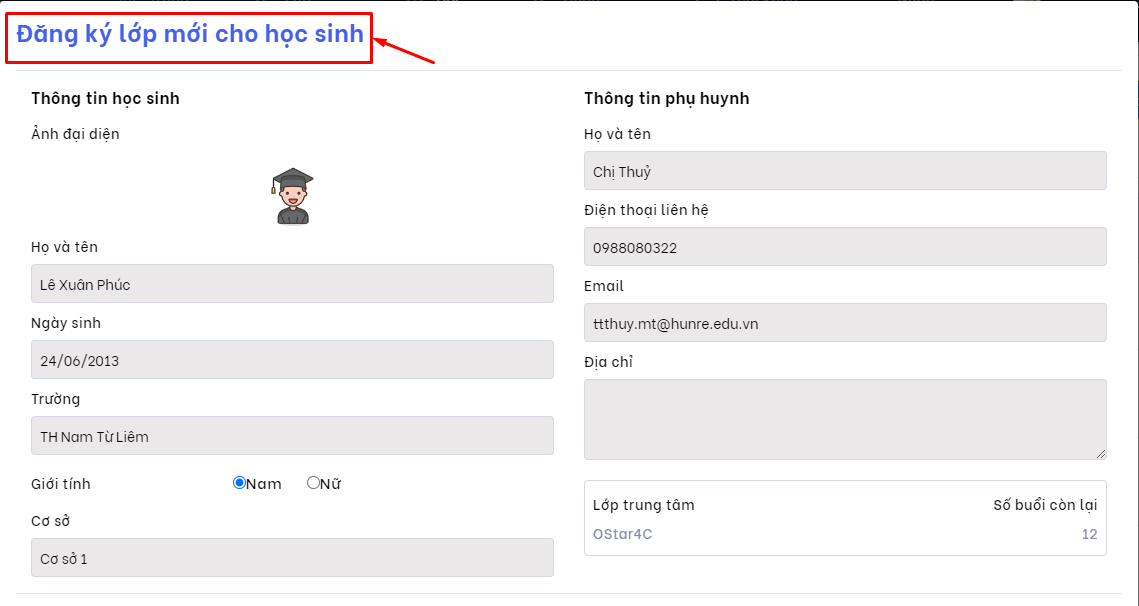 Đăng ký lớp mới cho học sinh
Thông tin học sinh
Ảnh đại diện
Họ và tên
Lê Xuân Phúc
Ngày sinh
24/06/2013
Trường
TH Nam Từ Liêm
Giới tính Nam Nữ
Cơ sở
Cơ sở 1
Thông tin phụ huynh
Họ và tên
Chị Thuỷ
Điện thoại liên hệ
0988080322
Email
ttthuy.mt@hunre.edu.vn
Địa chỉ
Lớp trung tâm Số buổi còn lại
OStar4C 12